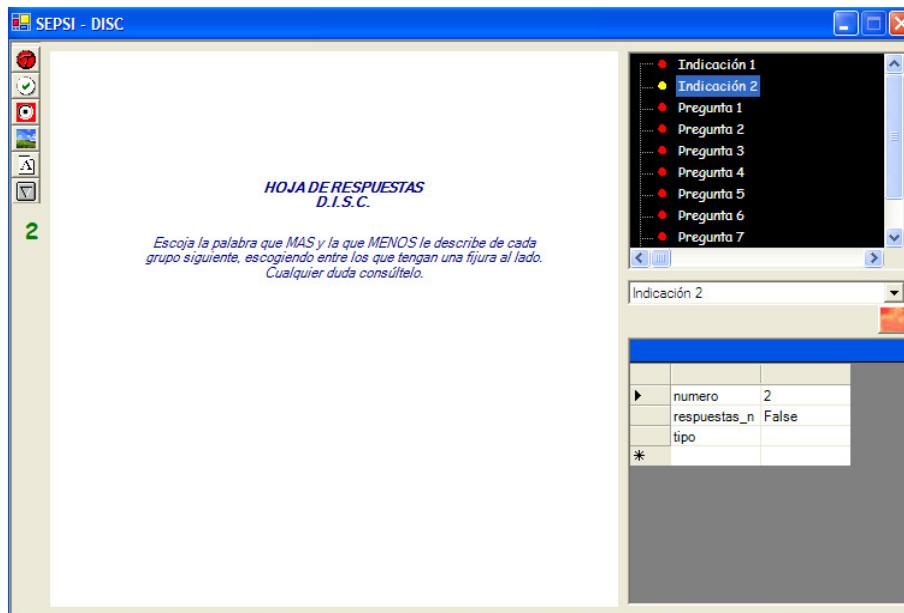 SEPSI - DISC
HOJA DE RESPUESTAS
D.I.S.C.
Escoja la palabra que MAS y la que MENOS le describe de cada
grupo siguiente, escogiendo entre los que tengan una fijura al lado.
Cualquier duda consúltelo.
2
Indicación 1
Indicación 2
Pregunta 1
Pregunta 2
Pregunta 3
Pregunta 4
Pregunta 5
Pregunta 6
Pregunta 7
Indicación 2
numero 2
respuestas_n False
tipo